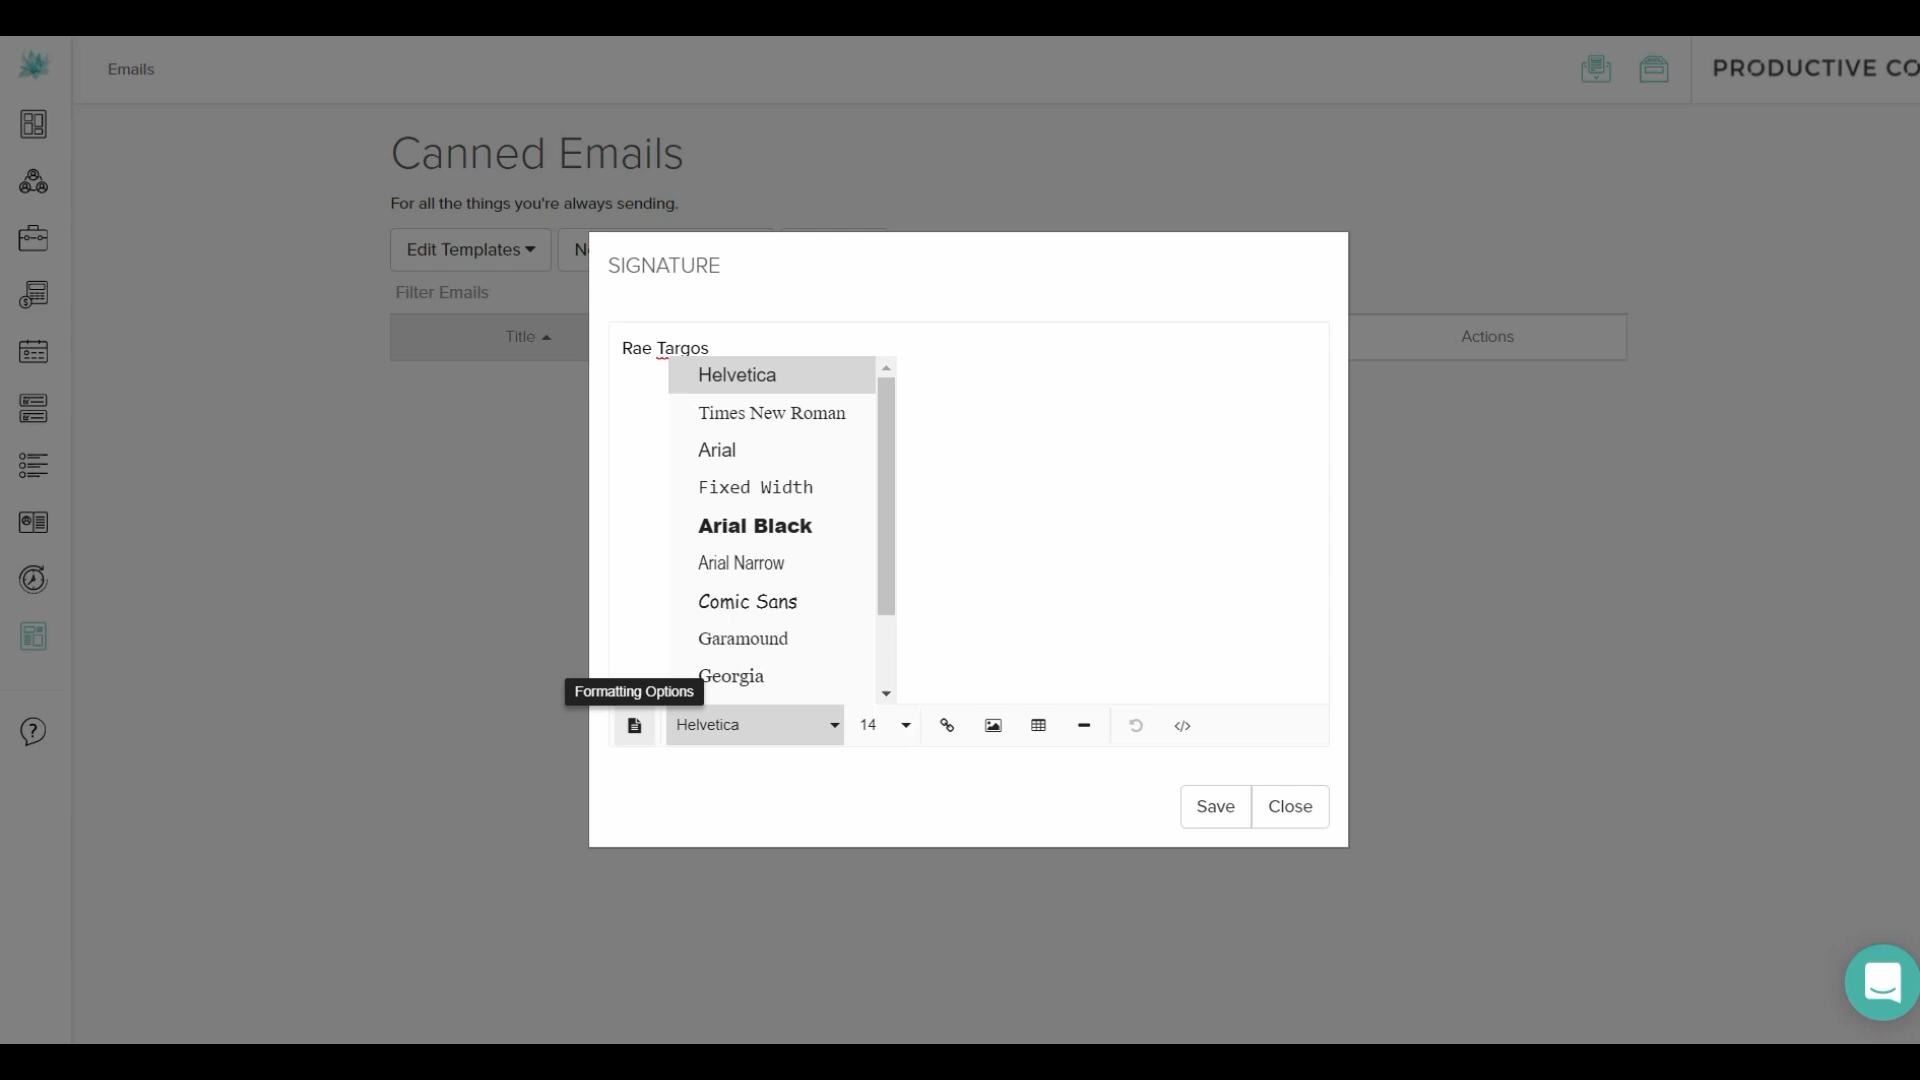 Emails
PRODUCTIVE CO
Canned Emails
For all the things you're always sending.
Edit Templates
Filter Emails
Title
Actions
SIGNATURE
Rae Targos
Helvetica
Times New Roman
Arial
Fixed Width
Arial Black
Arial Narrow
Comic Sans
Garamound
Georgia
Formatting Options
Helvetica 14
Save Close